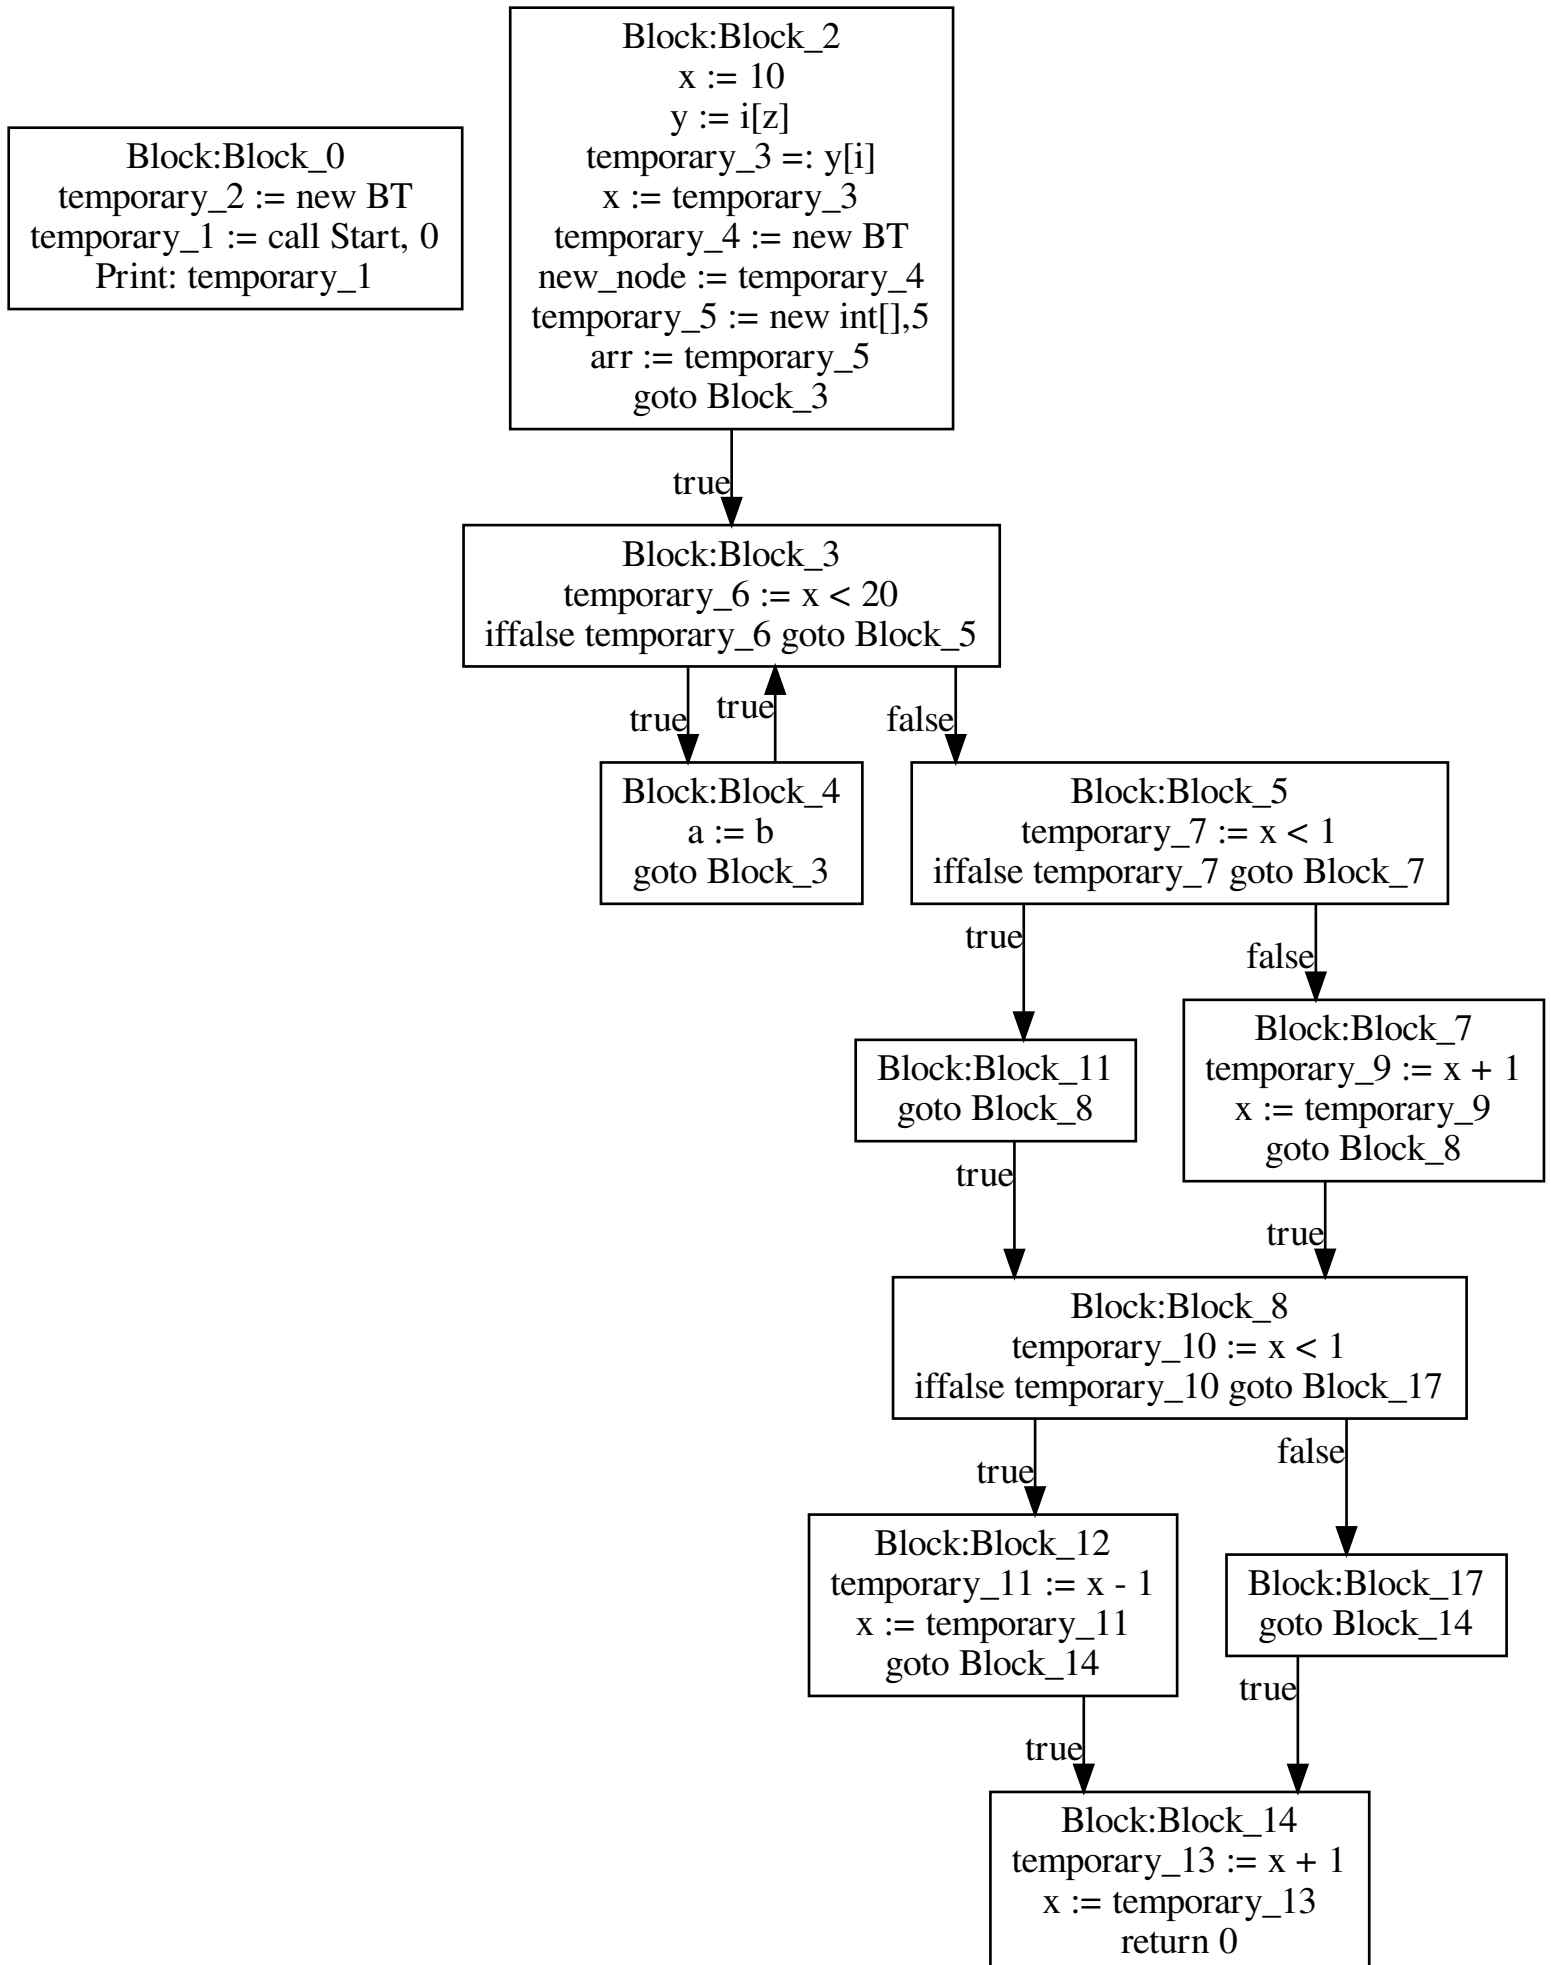 Block:Block_0
temporary_2 := new BT
temporary_1 := call Start, 0
Print: temporary_1
Block:Block_2
x := 10
y := i[z]
temporary_3 =: y[i]
x := temporary_3
temporary_4 := new BT
new_node := temporary_4
temporary_5 := new int[],5
arr := temporary_5
goto Block_3
true
Block:Block_3
temporary_6 := x < 20
iffalse temporary_6 goto Block_5
true
true
false
Block:Block_4
a := b
goto Block_3
Block:Block_5
temporary_7 := x < 1
iffalse temporary_7 goto Block_7
true
false
Block:Block_11
goto Block_8
Block:Block_7
temporary_9 := x + 1
x := temporary_9
goto Block_8
true
true
Block:Block_8
temporary_10 := x < 1
iffalse temporary_10 goto Block_17
true
false
Block:Block_12
temporary_11 := x - 1
x := temporary_11
goto Block_14
Block:Block_17
goto Block_14
true
true
Block:Block_14
temporary_13 := x + 1
x := temporary_13
return 0